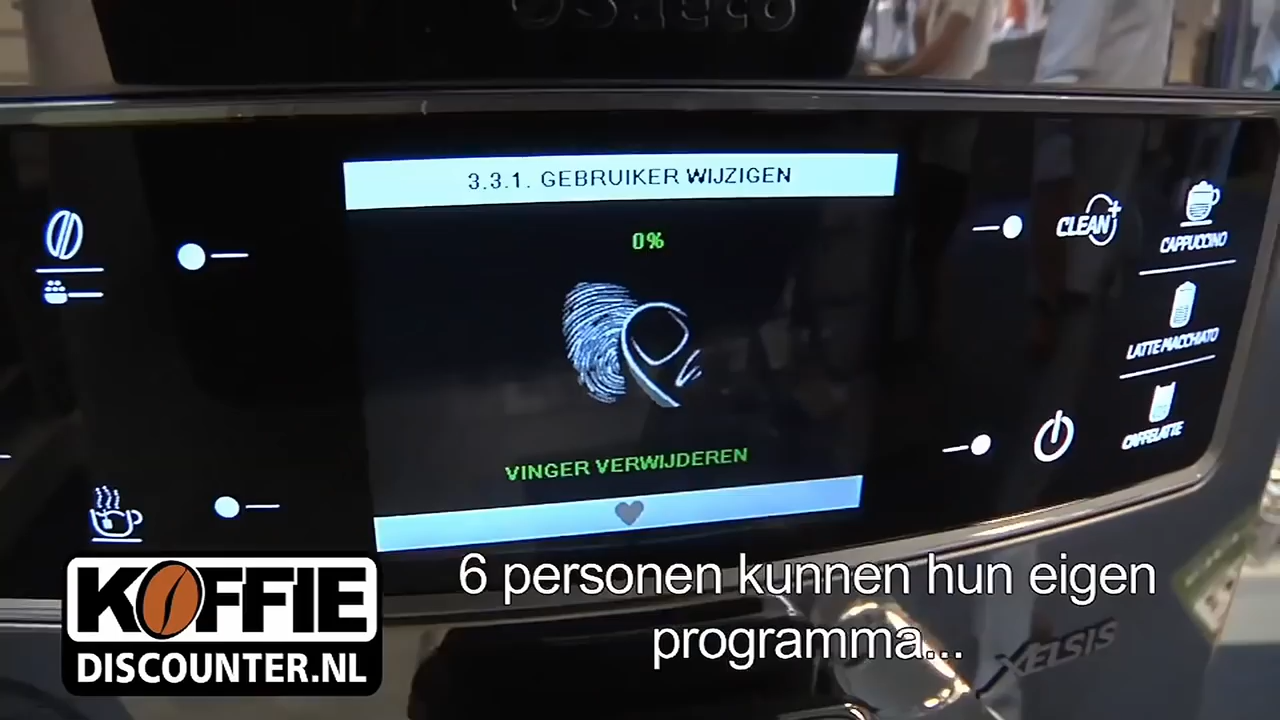 Saeco
3.3.1. GEBRUIKER WIJZIGEN
0%
VINGER VERWIJDEREN
CLEAN+
CAPPUCCINO
LATTE MACCHIATO
CAFFELATTE
KOFFIE
DISCOUNTER.NL
6 personen kunnen hun eigen
programma...
XELSIS